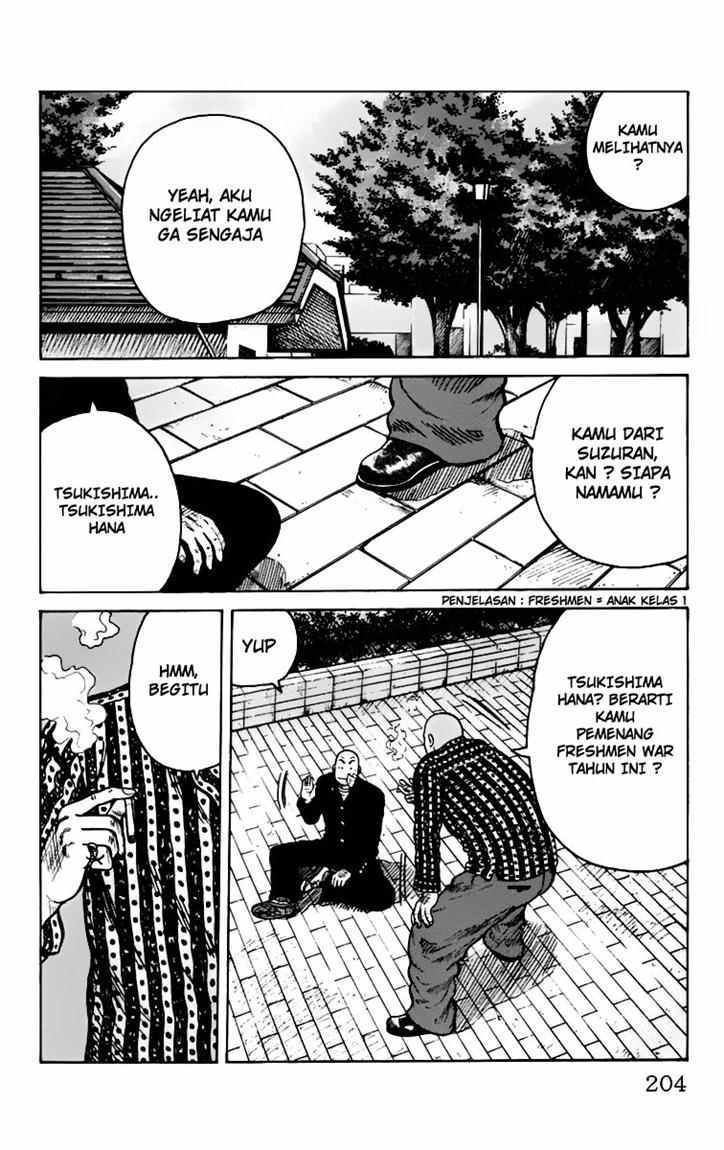 KAMU
MELIHATNYA
?
YEAH, AKU
NGELIAT KAMU
GA SENGAJA
KAMU DARI
SUZURAN,
KAN ? SIAPA
NAMAMU ?
TSUKISHIMA..
TSUKISHIMA
HANA
PENJELASAN : FRESHMEN = ANAK KELAS 1
TSUKISHIMA
HANA? BERARTI
KAMU
PEMENANG
FRESHMEN WAR
TAHUN INI ?
YUP
HMM,
BEGITU
204